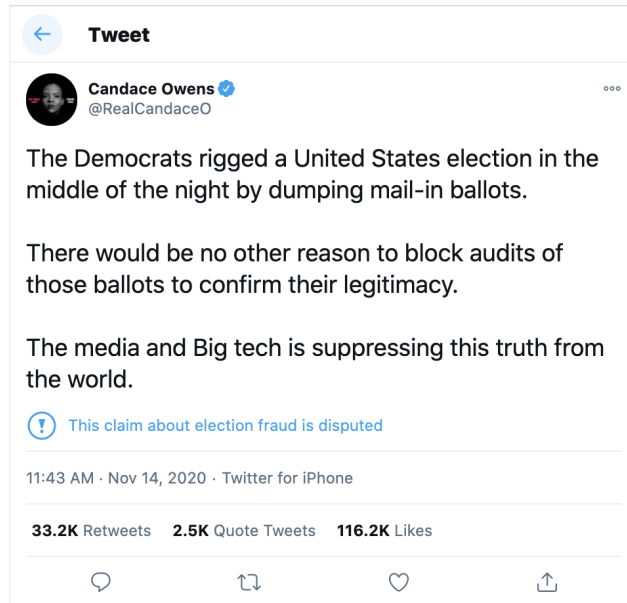 Tweet
Candace Owens
@RealCandaceO
The Democrats rigged a United States election in the
middle of the night by dumping mail-in ballots.
There would be no other reason to block audits of
those ballots to confirm their legitimacy.
The media and Big tech is suppressing this truth from
the world.
This claim about election fraud is disputed
11:43 AM · Nov 14, 2020 · Twitter for iPhone
33.2K Retweets 2.5K Quote Tweets 116.2K Likes